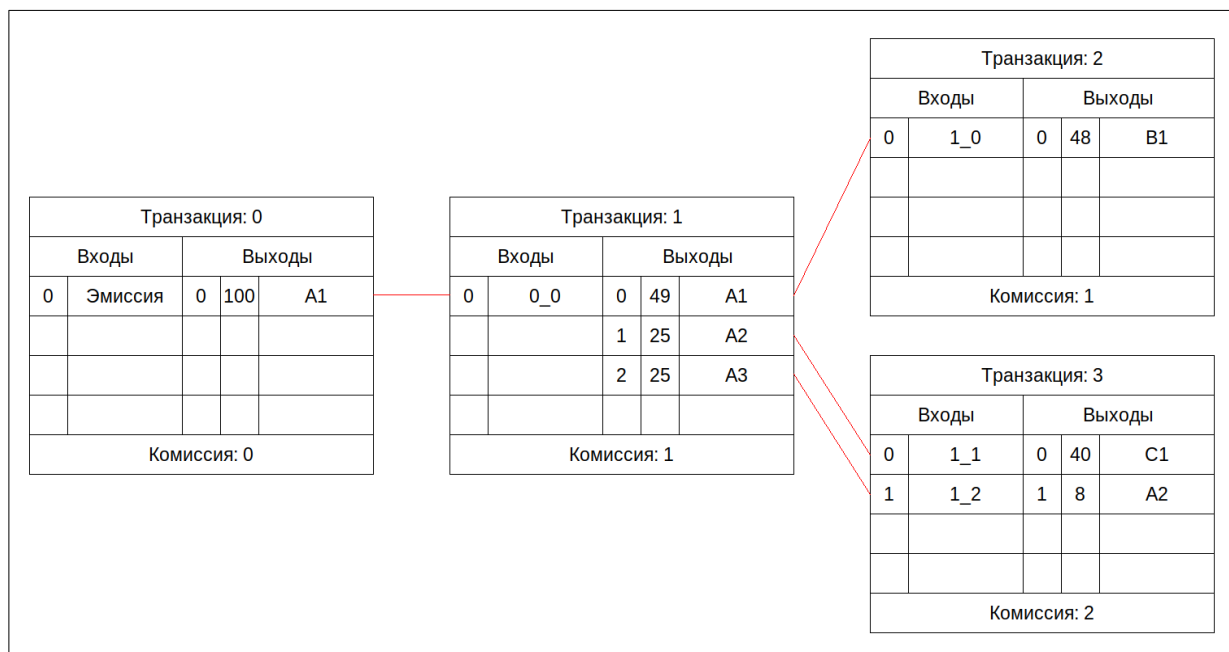 Транзакция: 0
Входы Выходы
0 Эмиссия 0 100 A1
Комиссия: 0
Транзакция: 1
Входы Выходы
0 0_0 0 49 A1
1 25 A2
2 25 A3
Комиссия: 1
Транзакция: 2
Входы Выходы
0 1_0 0 48 B1
Комиссия: 1
Транзакция: 3
Входы Выходы
0 1_1 0 40 C1
1 1_2 1 8 A2
Комиссия: 2